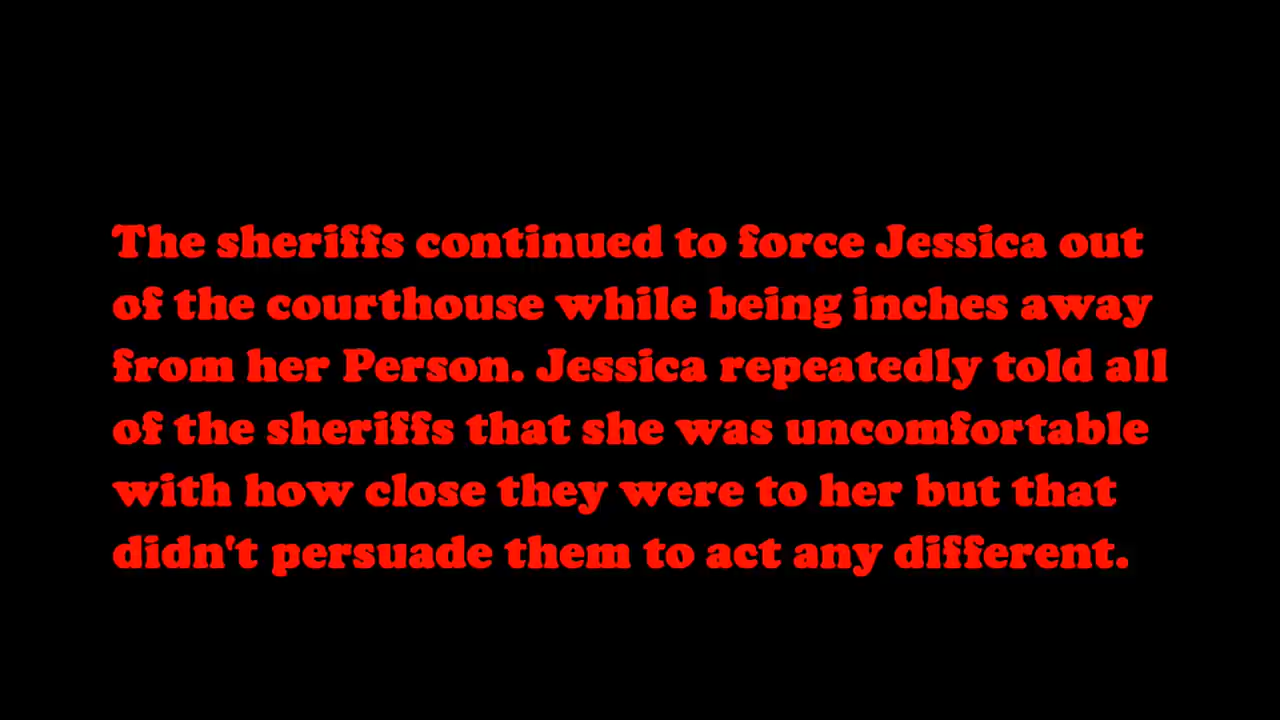 The sheriffs continued to force Jessica out
of the courthouse while being inches away
from her Person. Jessica repeatedly told all
of the sheriffs that she was uncomfortable
with how close they were to her but that
didn't persuade them to act any different.